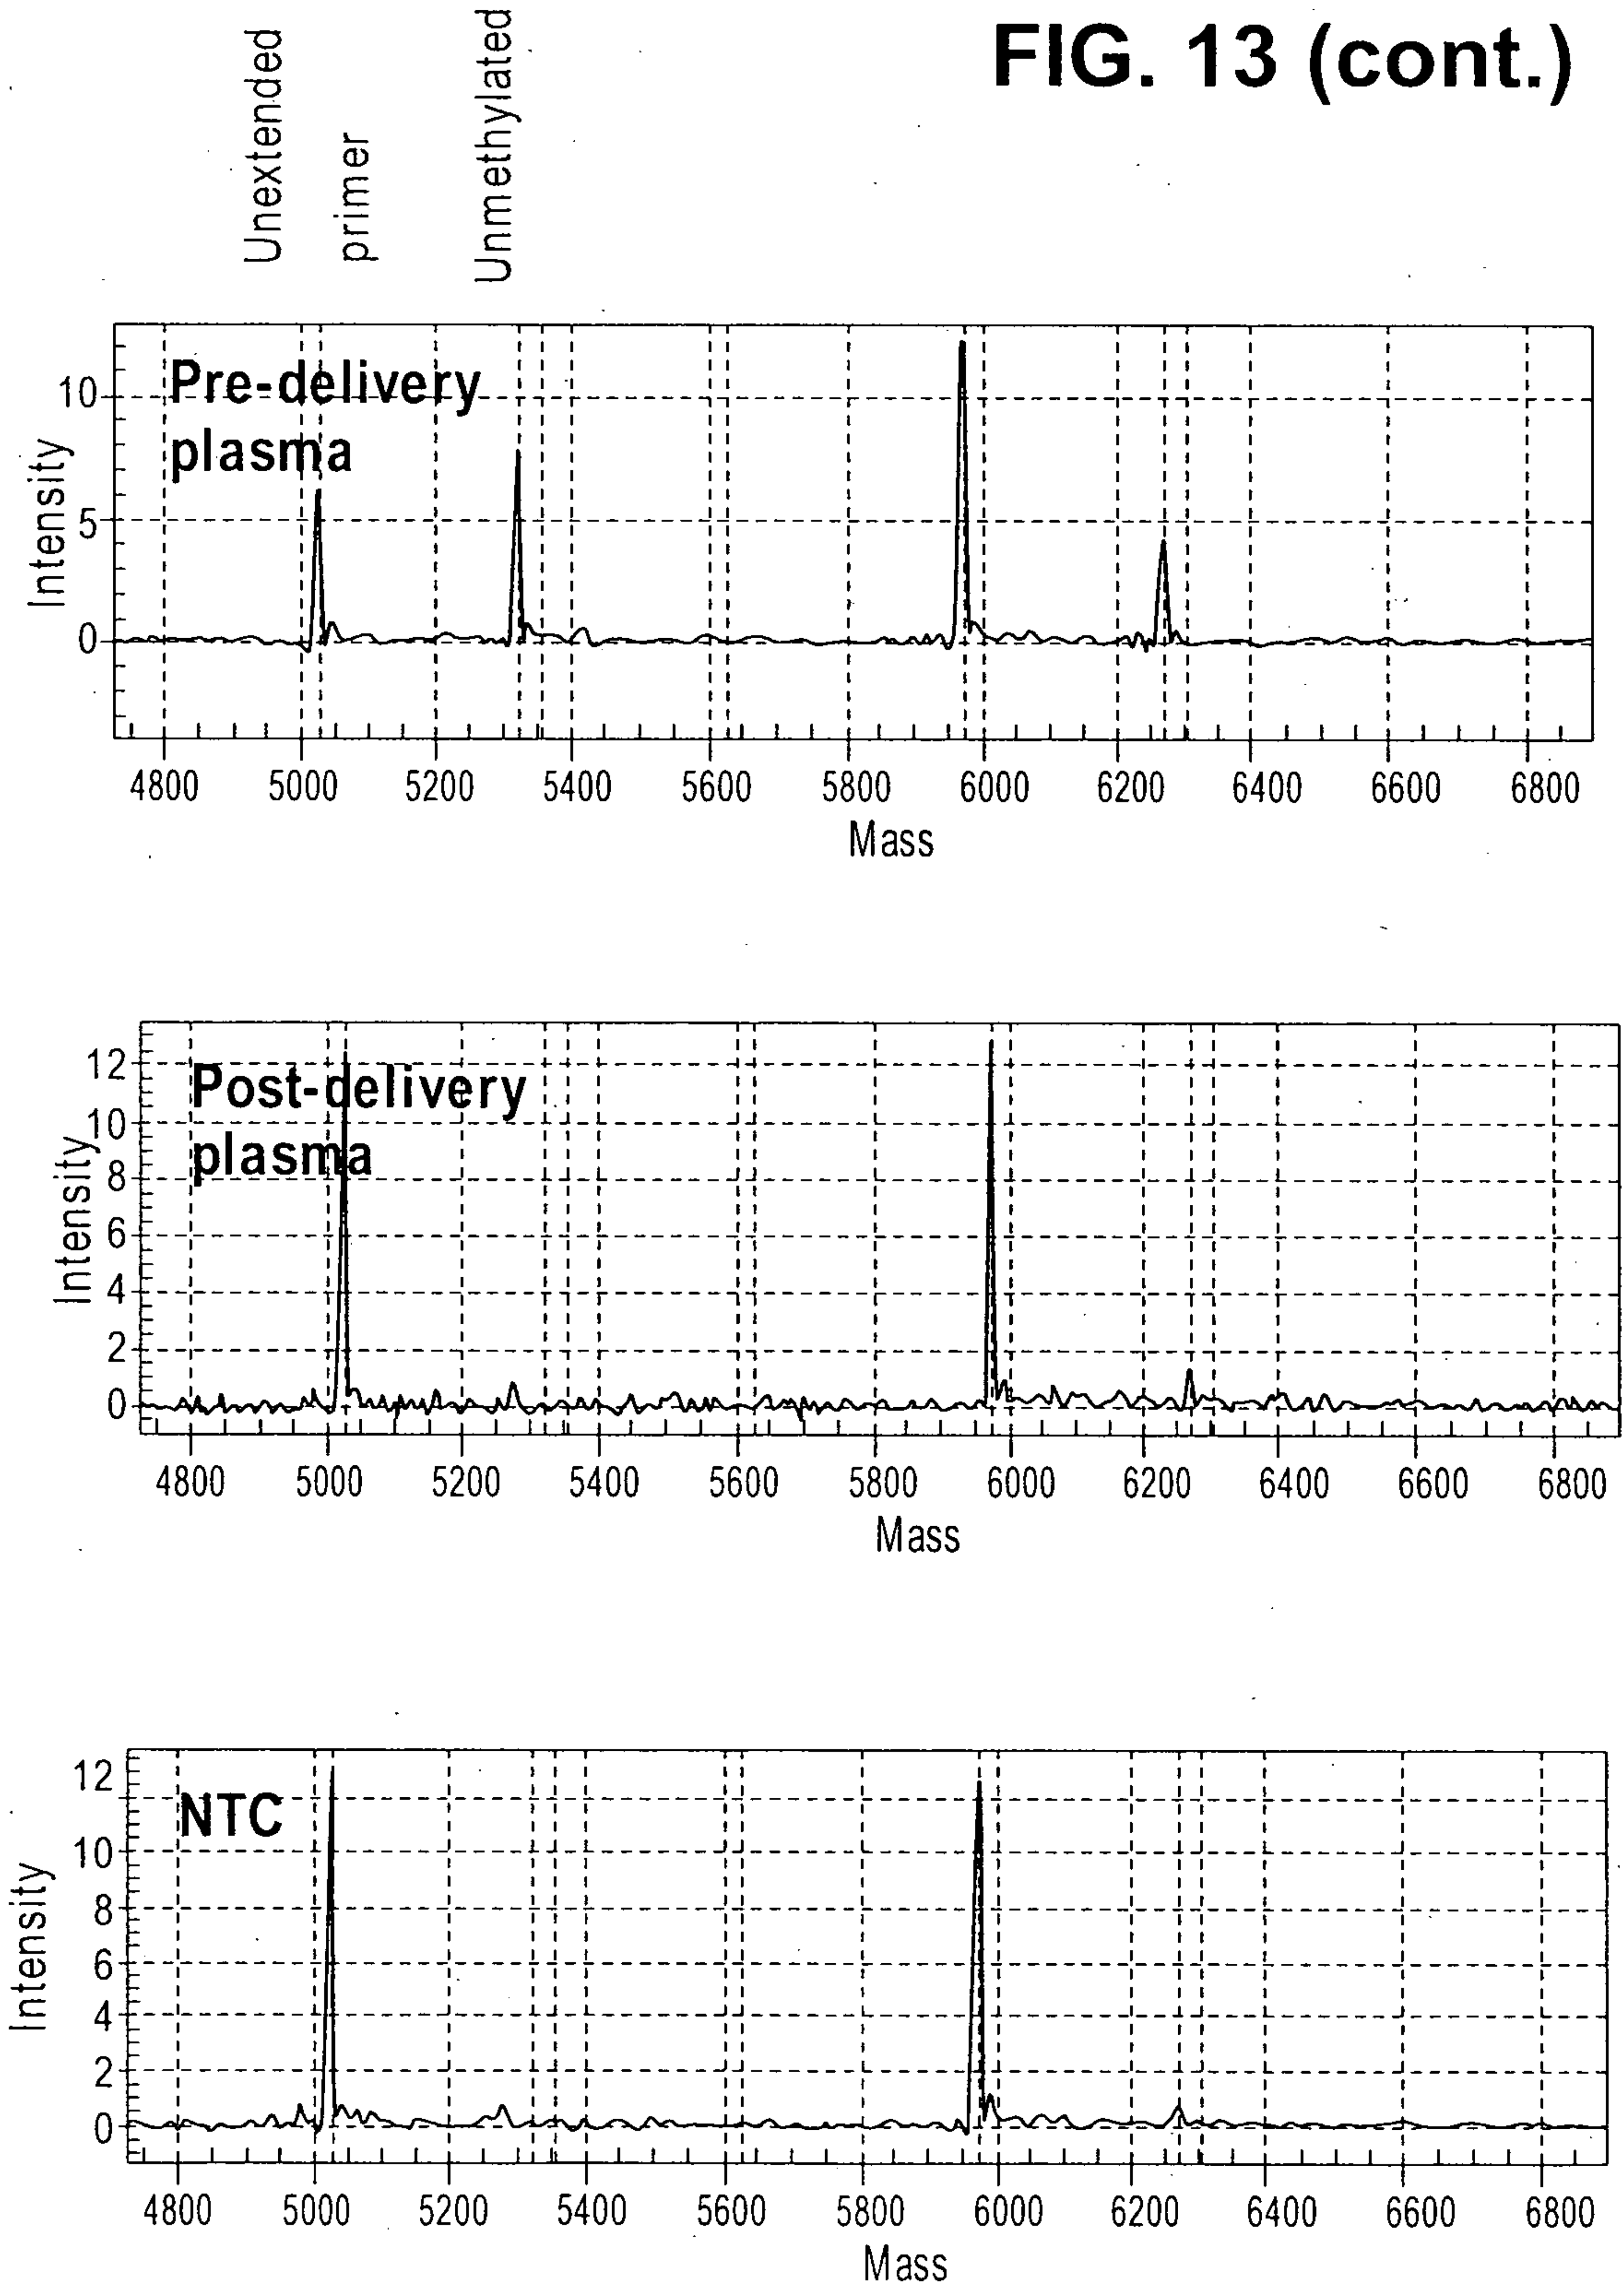 FIG. 13 (cont.)
Unextended
primer
Unmethylated
Pre-delivery
plasma
Intensity
10
5
0
4800 5000 5200 5400 5600 5800 6000 6200 6400 6600 6800
Mass
Post-delivery
plasma
Intensity
12
10
8
6
4
2
0
4800 5000 5200 5400 5600 5800 6000 6200 6400 6600 6800
Mass
NTC
Intensity
12
10
8
6
4
2
0
4800 5000 5200 5400 5600 5800 6000 6200 6400 6600 6800
Mass